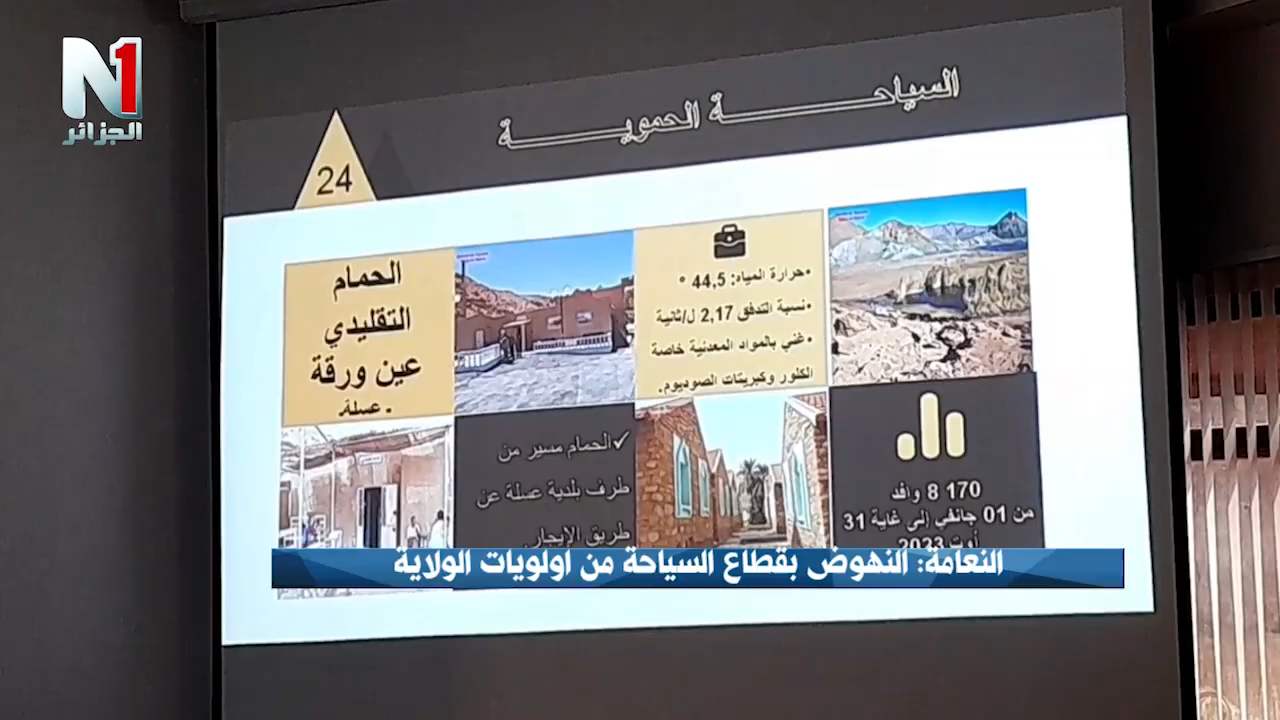 N1
الجزائر
السياحة الحموية
24
الحمام
التقليدي
عين ورقة
- عسلة
•حرارة المياه: 44,5 °
•نسبة التدفق 2,17 ل/ثانية
•غني بالمواد المعدنية خاصة
الكلور وكبريتات الصوديوم.
✓الحمام مسير من
طرف بلدية عسلة عن
طريق الإيجار.
8 170 وافد
من 01 جانفي إلى غاية 31
أوت 2023
النعامة: النهوض بقطاع السياحة من اولويات الولاية